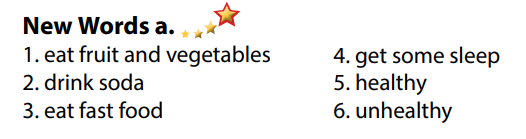 New Words a.
1. eat fruit and vegetables
2. drink soda
3. eat fast food
4. get some sleep
5. healthy
6. unhealthy